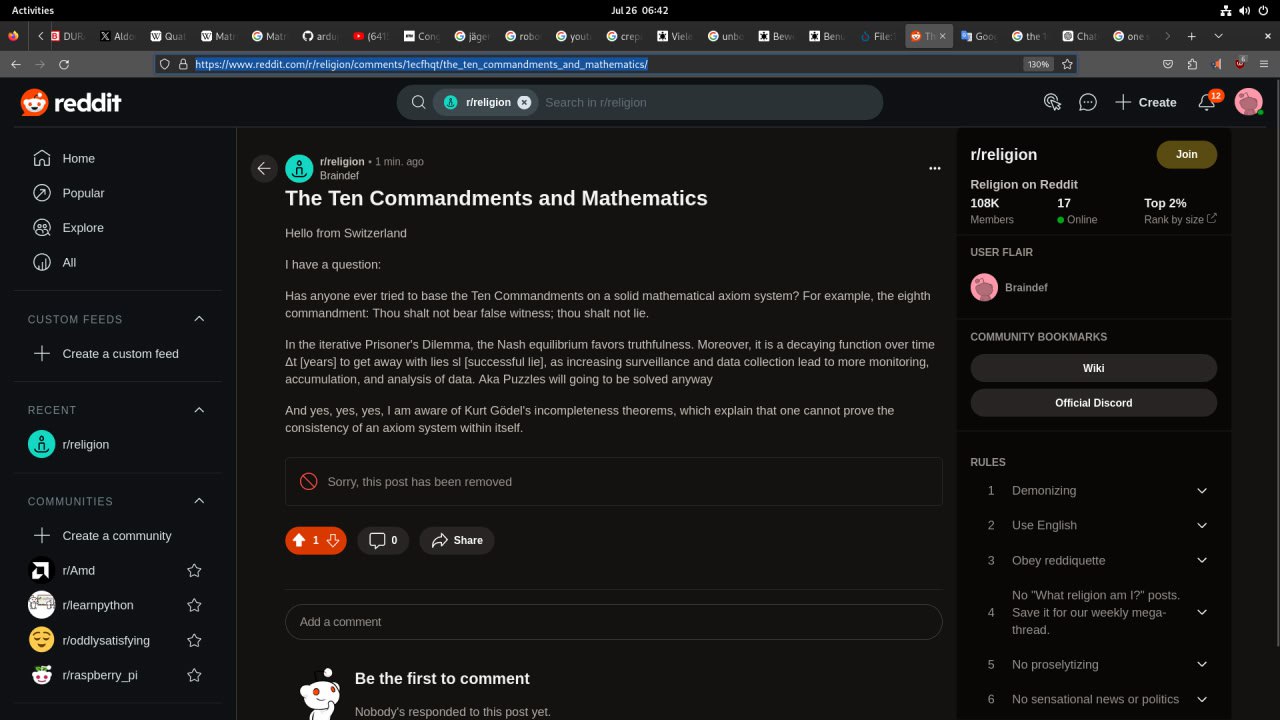 Activities
Jul 26 06:42
DUR
Aldo
Quat
Matr
Matr
ardu
(641
Cong
jäger
robo
yout
crep
Viele
unbo
Bewe
Benu
File:
Th
Goog
the 1
Chat
one s
https://www.reddit.com/r/religion/comments/1ecfhqt/the_ten_commandments_and_mathematics/
130%
6
reddit
r/religion
Search in r/religion
Create
12
Home
Popular
Explore
All
CUSTOM FEEDS
Create a custom feed
RECENT
r/religion
COMMUNITIES
Create a community
r/Amd
r/learnpython
r/oddlysatisfying
r/raspberry_pi
r/religion • 1 min. ago
Braindef
The Ten Commandments and Mathematics
Hello from Switzerland
I have a question:
Has anyone ever tried to base the Ten Commandments on a solid mathematical axiom system? For example, the eighth
commandment: Thou shalt not bear false witness; thou shalt not lie.
In the iterative Prisoner's Dilemma, the Nash equilibrium favors truthfulness. Moreover, it is a decaying function over time
Δt [years] to get away with lies sl [successful lie], as increasing surveillance and data collection lead to more monitoring,
accumulation, and analysis of data. Aka Puzzles will going to be solved anyway
And yes, yes, yes, I am aware of Kurt Gödel's incompleteness theorems, which explain that one cannot prove the
consistency of an axiom system within itself.
Sorry, this post has been removed
1
0
Share
Add a comment
Be the first to comment
Nobody's responded to this post yet.
r/religion
Join
Religion on Reddit
108K
17
Top 2%
Members
Online
Rank by size
USER FLAIR
Braindef
COMMUNITY BOOKMARKS
Wiki
Official Discord
RULES
1 Demonizing
2 Use English
3 Obey reddiquette
No "What religion am I?" posts.
4 Save it for our weekly mega-
thread.
5 No proselytizing
6 No sensational news or politics